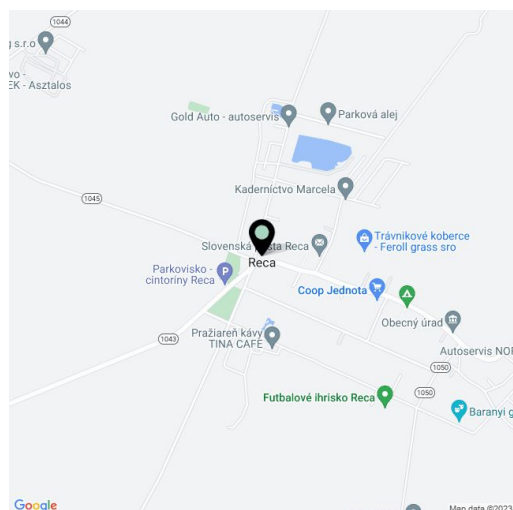 1044
g s.r.o
vo -
EK - Asztalos
Gold Auto - autoservis
Parková alej
Kaderníctvo Marcela
1045
Slovenská pošta Reca
Trávnikové koberce
- Feroll grass sro
Reca
Parkovisko -
cintoríny Reca
Coop Jednota
Obecný úrad
1043
Pražiareň kávy
TINA CAFE
Autoservis NOR
1050
1050
Futbalové ihrisko Reca
Baranyi g
Google
Map data ©2023